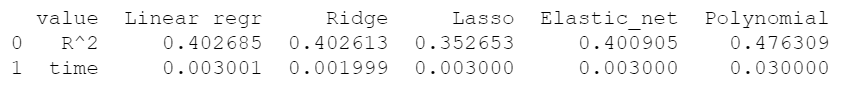 value Linear regr Ridge Lasso Elastic_net Polynomial
0 R^2 0.402685 0.402613 0.352653 0.400905 0.476309
1 time 0.003001 0.001999 0.003000 0.003000 0.030000